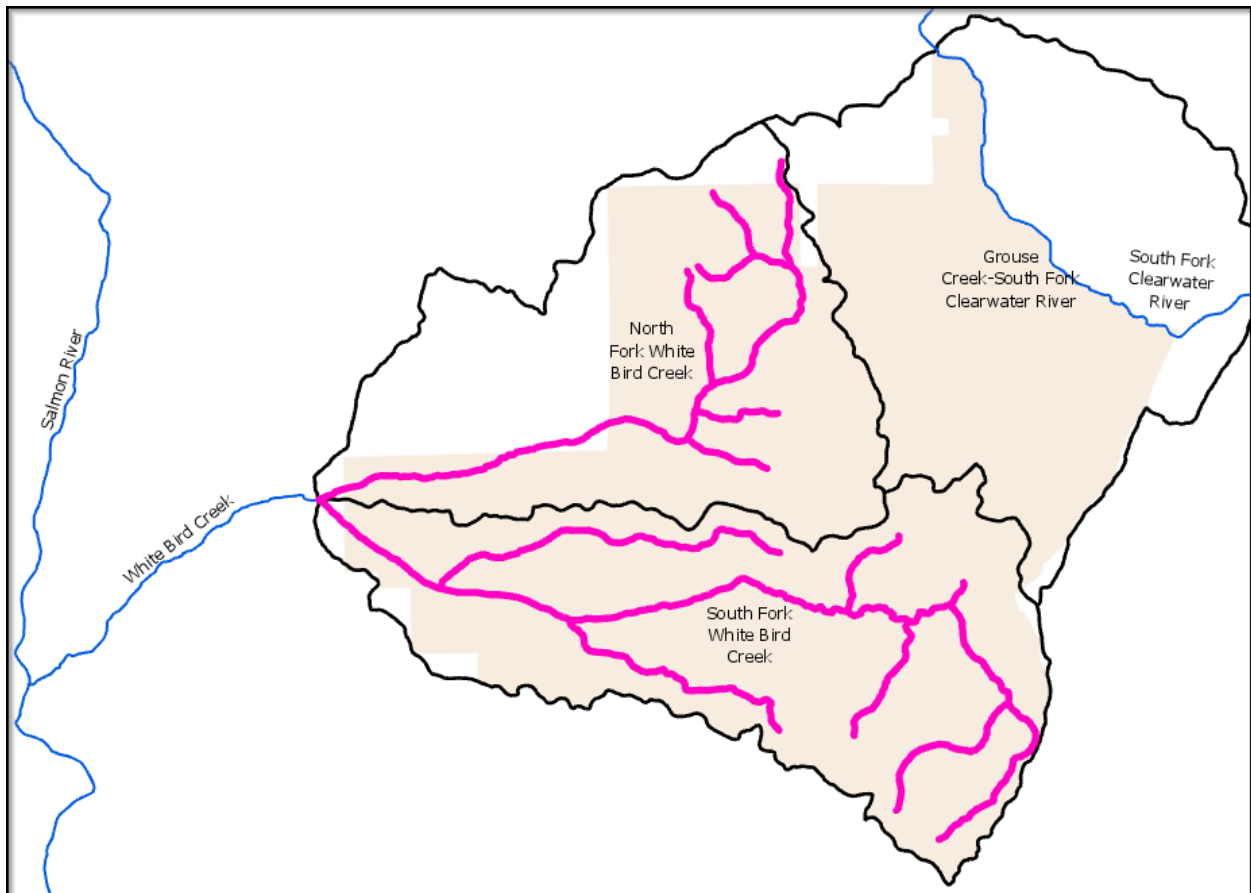 Salmon River
White Bird Creek
North
Fork White
Bird Creek
Grouse
Creek-South Fork
Clearwater River
South Fork
Clearwater
River
South Fork
White Bird
Creek